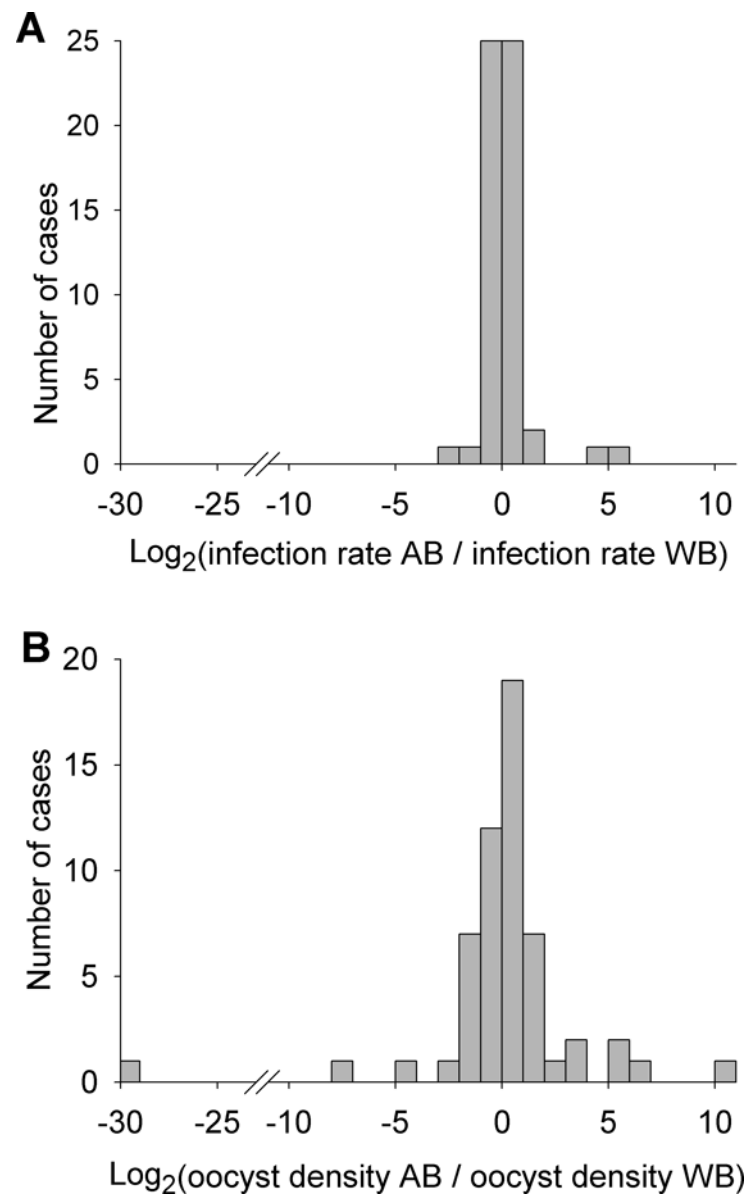 A
Number of cases
25
20
15
10
5
0
-30 -25 -10 -5 0 5 10
Log₂(infection rate AB / infection rate WB)
B
Number of cases
20
15
10
5
0
-30 -25 -10 -5 0 5 10
Log₂(oocyst density AB / oocyst density WB)